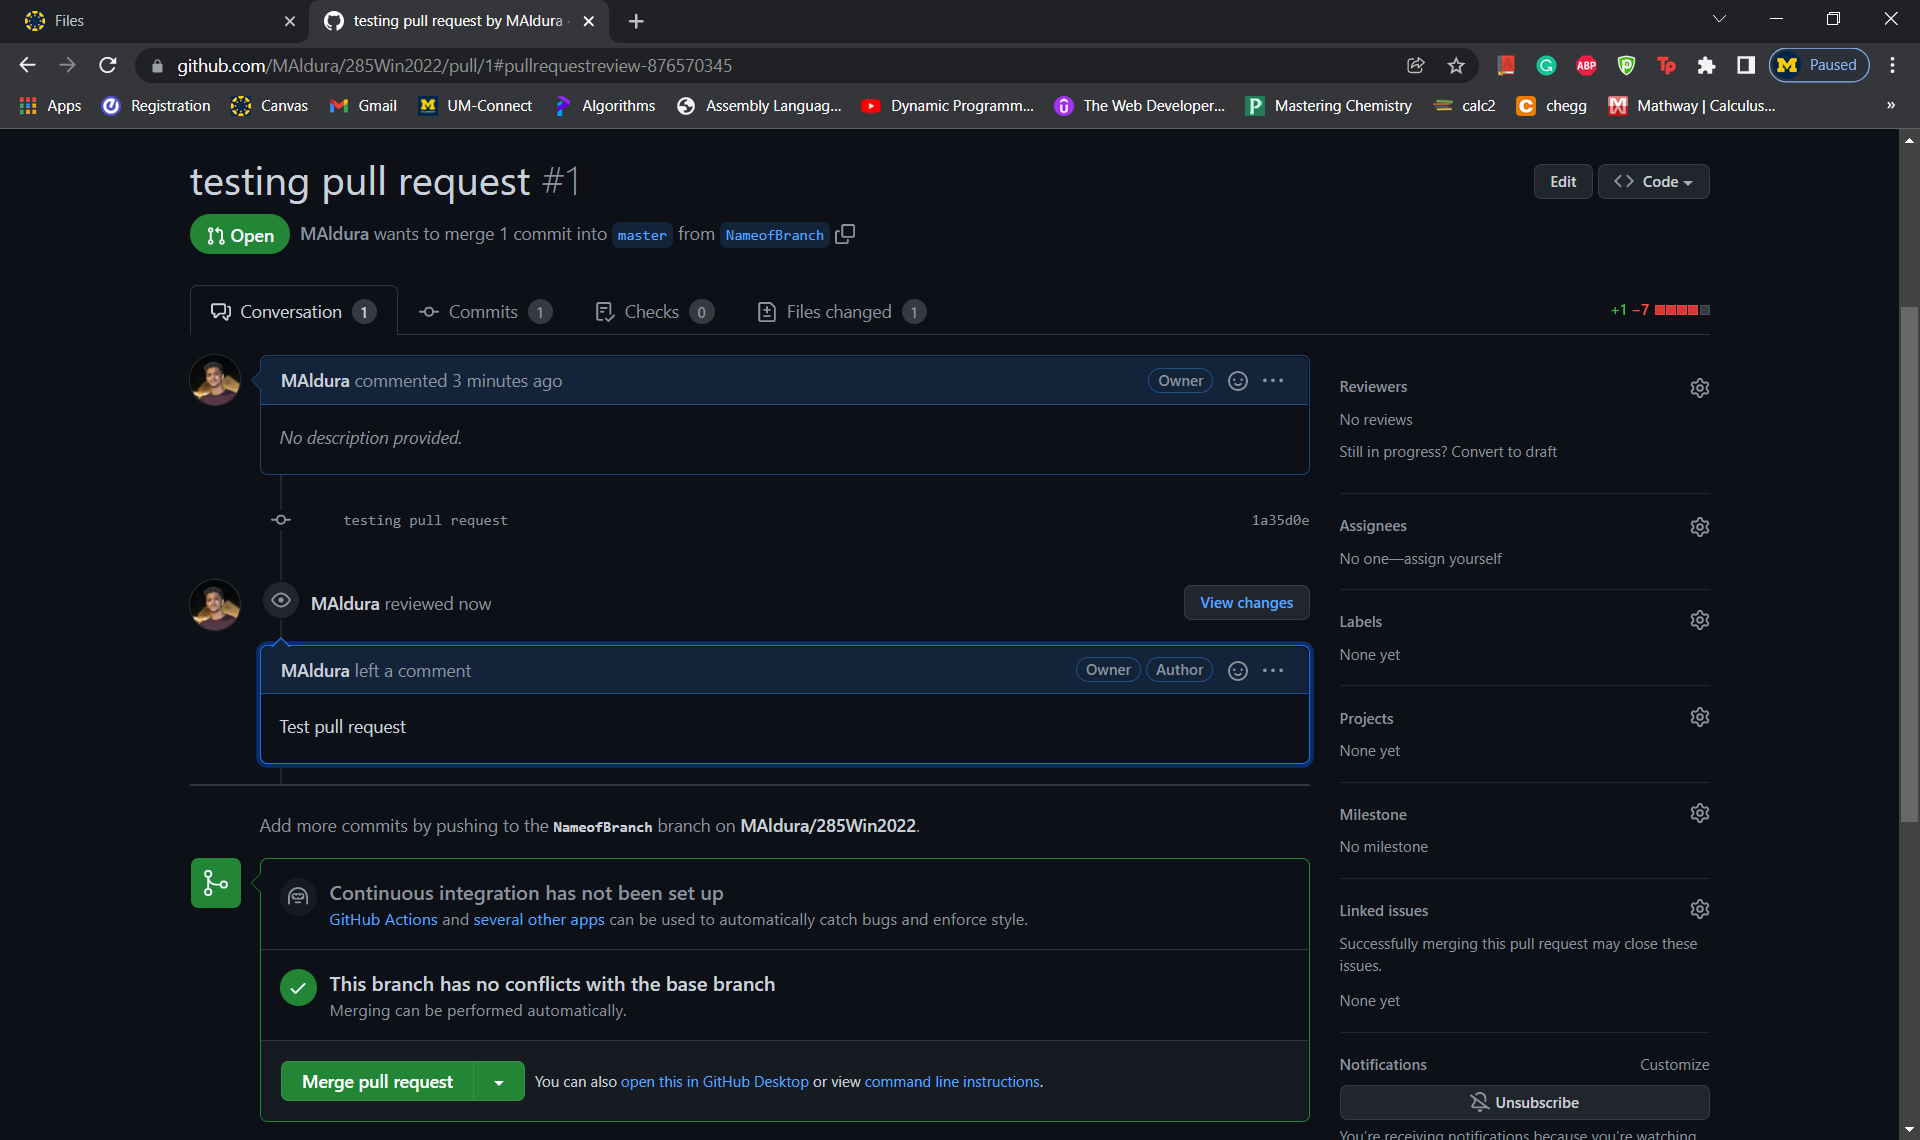 Files
testing pull request by MAldura
github.com/MAldura/285Win2022/pull/1#pullrequestreview-876570345
ABP
Tp
M Paused
Apps Registration Canvas Gmail UM-Connect Algorithms Assembly Languag... Dynamic Programm... The Web Developer... Mastering Chemistry calc2 chegg Mathway | Calculus... »
testing pull request #1
Edit
<> Code
Open
MAldura wants to merge 1 commit into master from NameofBranch
Conversation 1
Commits 1
Checks 0
Files changed 1
+1 −7
MAldura commented 3 minutes ago
Owner
No description provided.
testing pull request
1a35d0e
MAldura reviewed now
View changes
MAldura left a comment
Owner
Author
Test pull request
Add more commits by pushing to the NameofBranch branch on MAldura/285Win2022.
Continuous integration has not been set up
GitHub Actions and several other apps can be used to automatically catch bugs and enforce style.
This branch has no conflicts with the base branch
Merging can be performed automatically.
Merge pull request
You can also open this in GitHub Desktop or view command line instructions.
Reviewers
No reviews
Still in progress? Convert to draft
Assignees
No one—assign yourself
Labels
None yet
Projects
None yet
Milestone
No milestone
Linked issues
Successfully merging this pull request may close these
issues.
None yet
Notifications
Customize
Unsubscribe
You're receiving notifications because you're watching